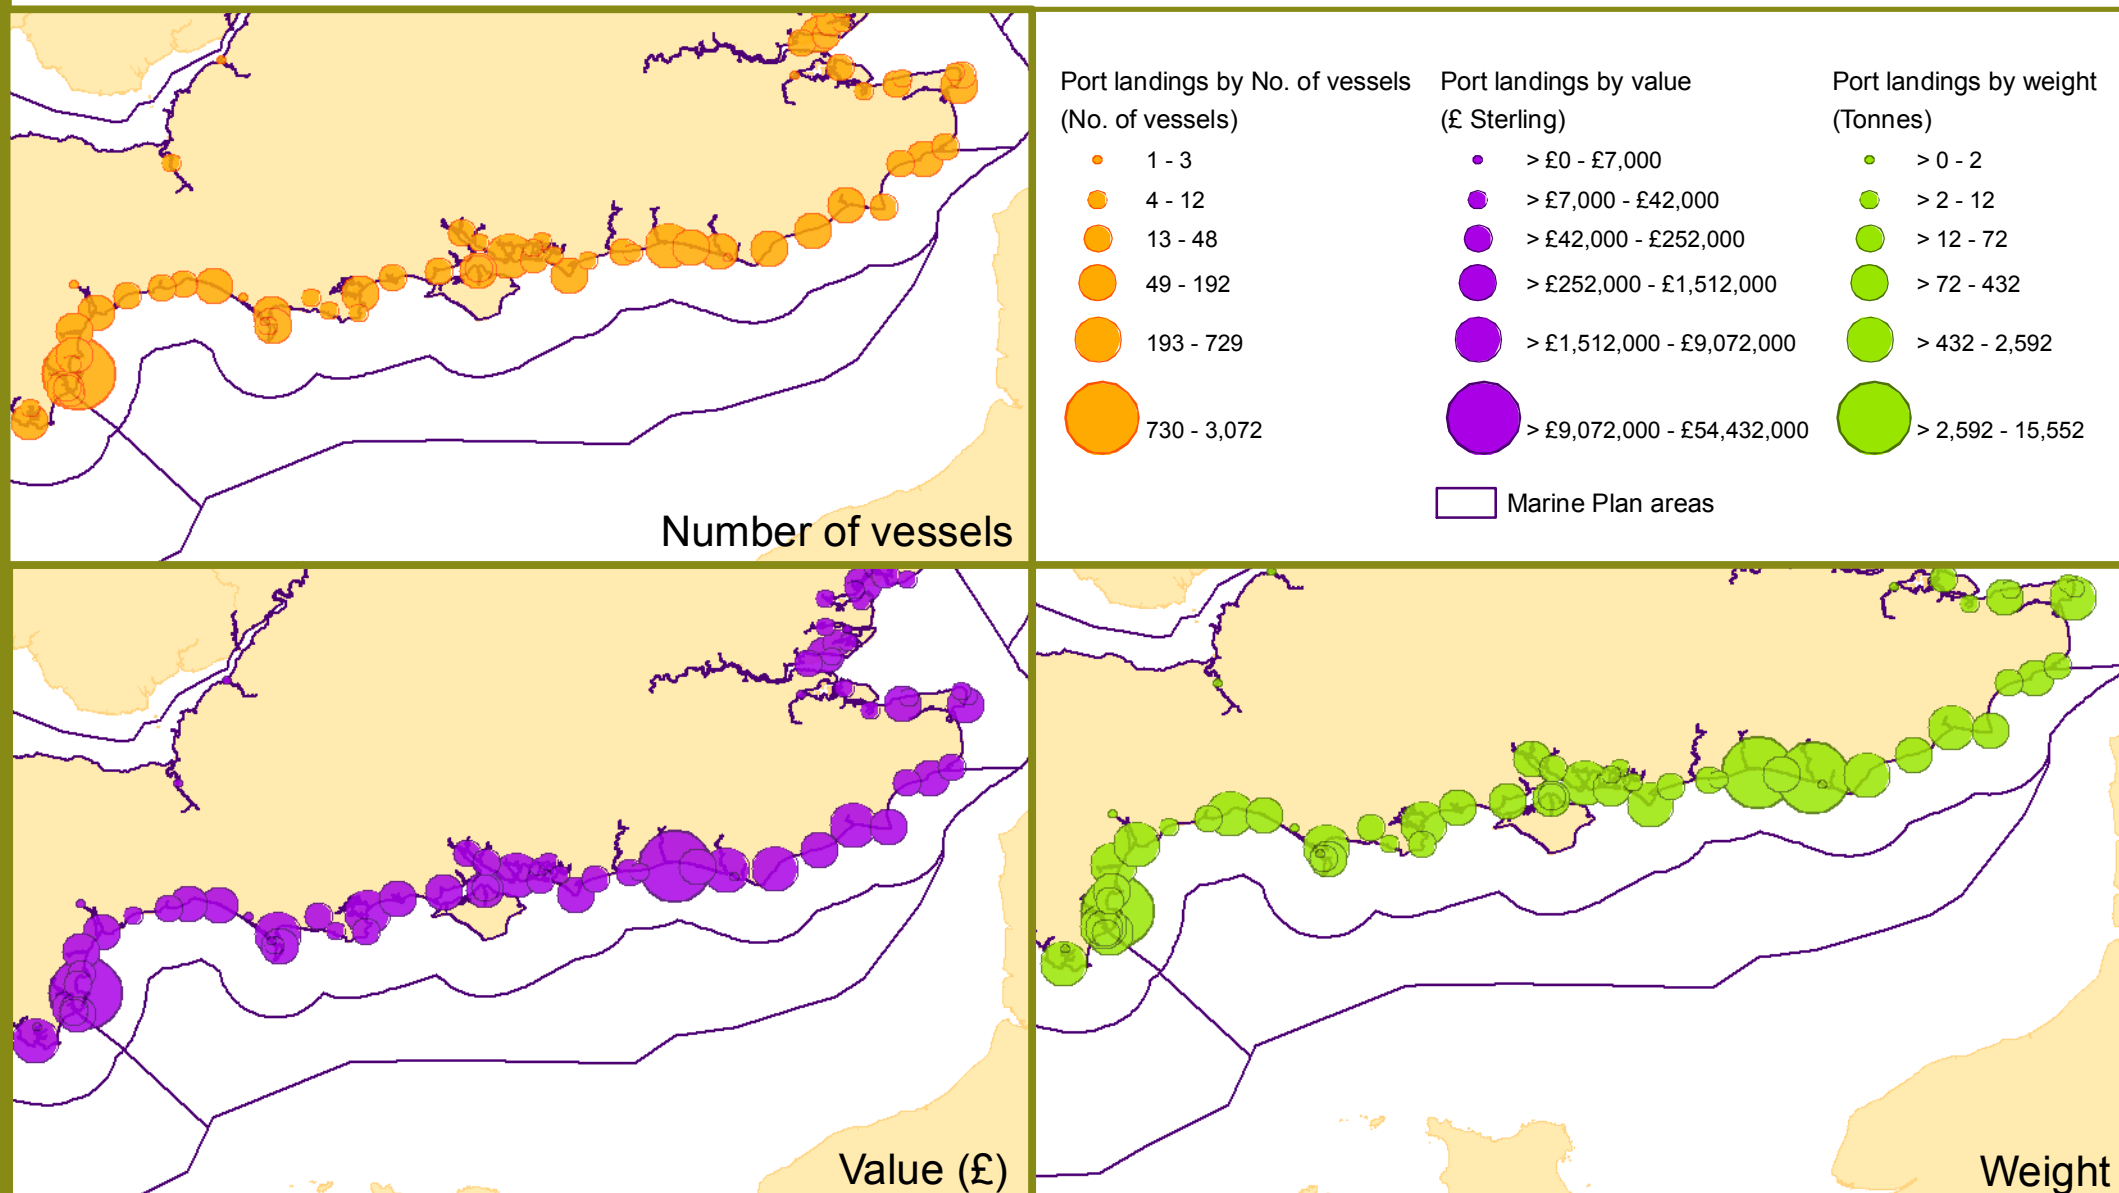 Port landings by No. of vessels
(No. of vessels)
1 - 3
4 - 12
13 - 48
49 - 192
193 - 729
730 - 3,072
Port landings by value
(£ Sterling)
> £0 - £7,000
> £7,000 - £42,000
> £42,000 - £252,000
> £252,000 - £1,512,000
> £1,512,000 - £9,072,000
> £9,072,000 - £54,432,000
Port landings by weight
(Tonnes)
> 0 - 2
> 2 - 12
> 12 - 72
> 72 - 432
> 432 - 2,592
> 2,592 - 15,552
Marine Plan areas
Number of vessels
Value (£)
Weight